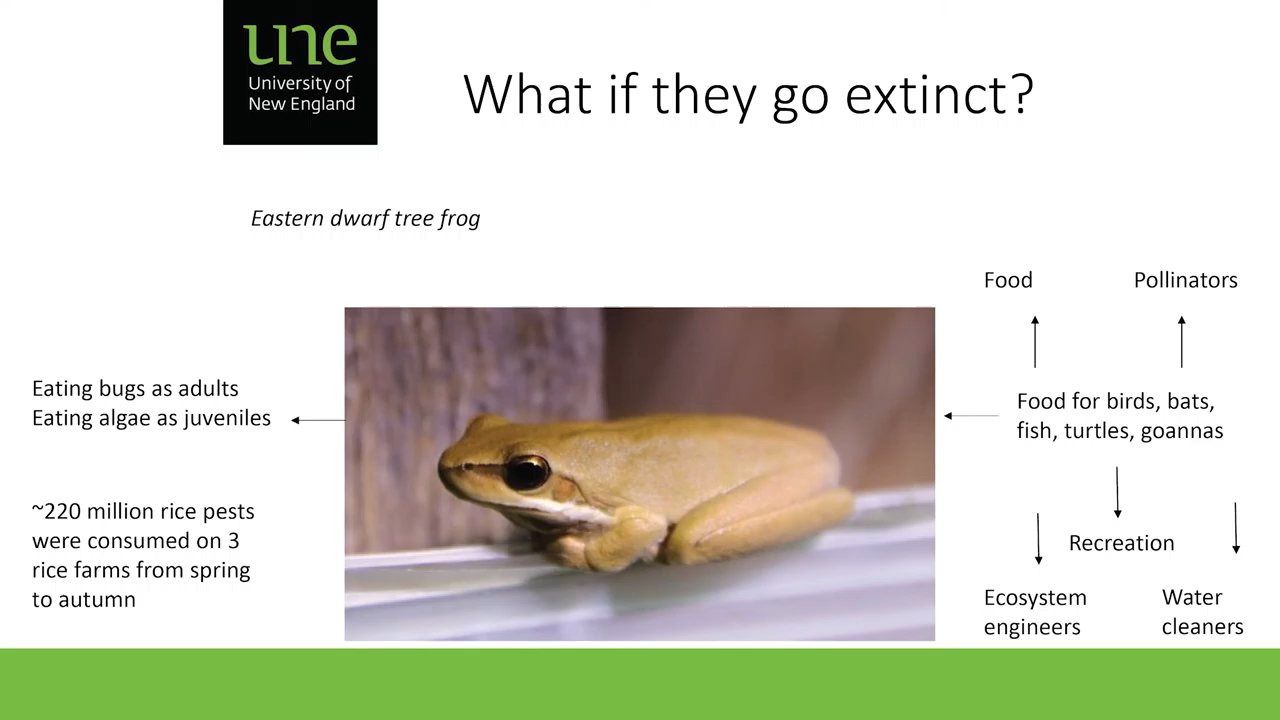 une
University of
New England
What if they go extinct?
Eastern dwarf tree frog
Eating bugs as adults
Eating algae as juveniles
~220 million rice pests
were consumed on 3
rice farms from spring
to autumn
Food
Pollinators
Food for birds, bats,
fish, turtles, goannas
Recreation
Ecosystem
engineers
Water
cleaners